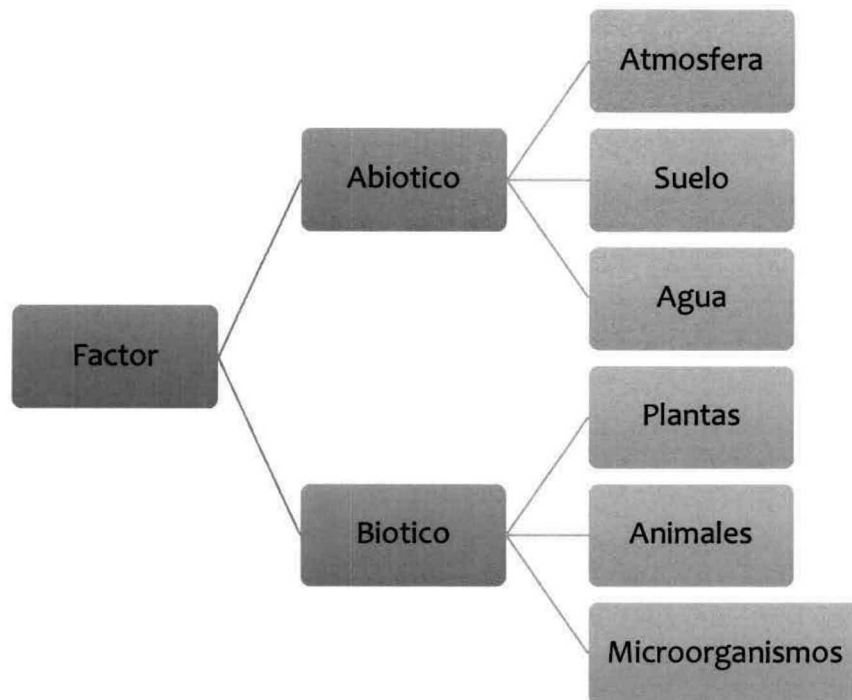 Factor
Abiotico
Atmosfera
Suelo
Agua
Biotico
Plantas
Animales
Microorganismos